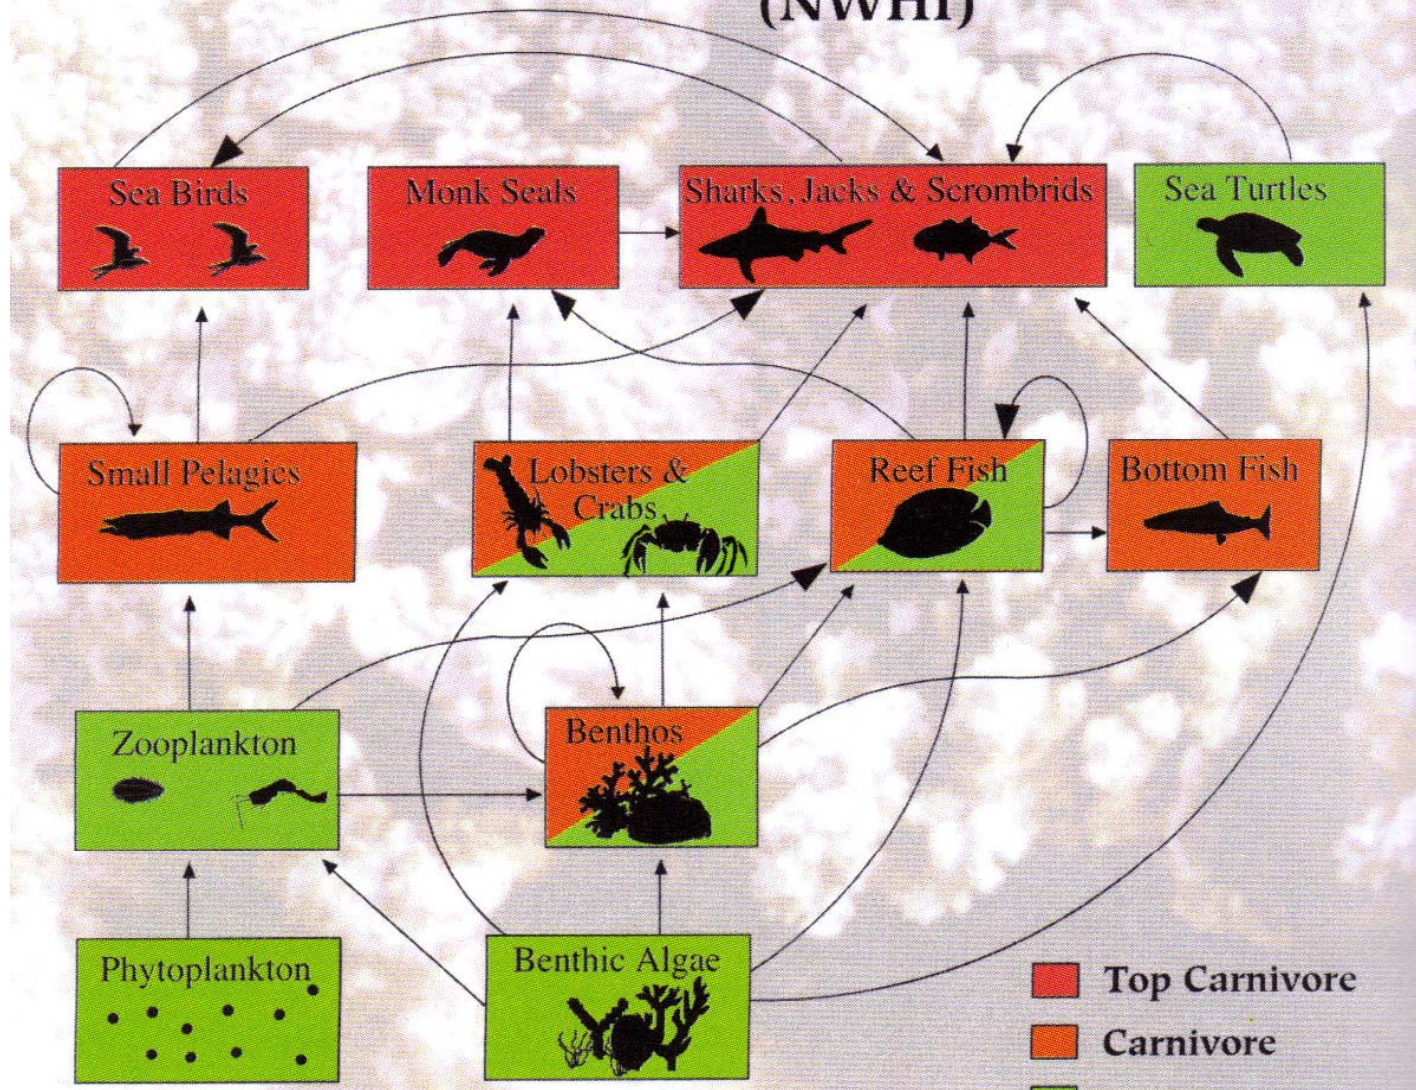 (NWHI)
Sea Birds
Monk Seals
Sharks, Jacks & Scrombrids
Sea Turtles
Small Pelagics
Lobsters &
Crabs
Reef Fish
Bottom Fish
Zooplankton
Benthos
Phytoplankton
Benthic Algae
Top Carnivore
Carnivore